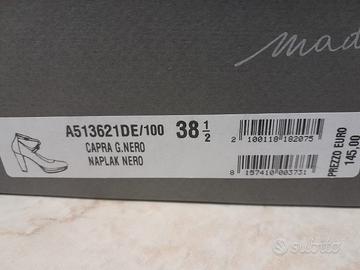 mad
A513621DE/100 38 1/2
CAPRA G.NERO
NAPLAK NERO
2 100118 182075
8 157410 003731
PREZZO EURO
145,00
subito